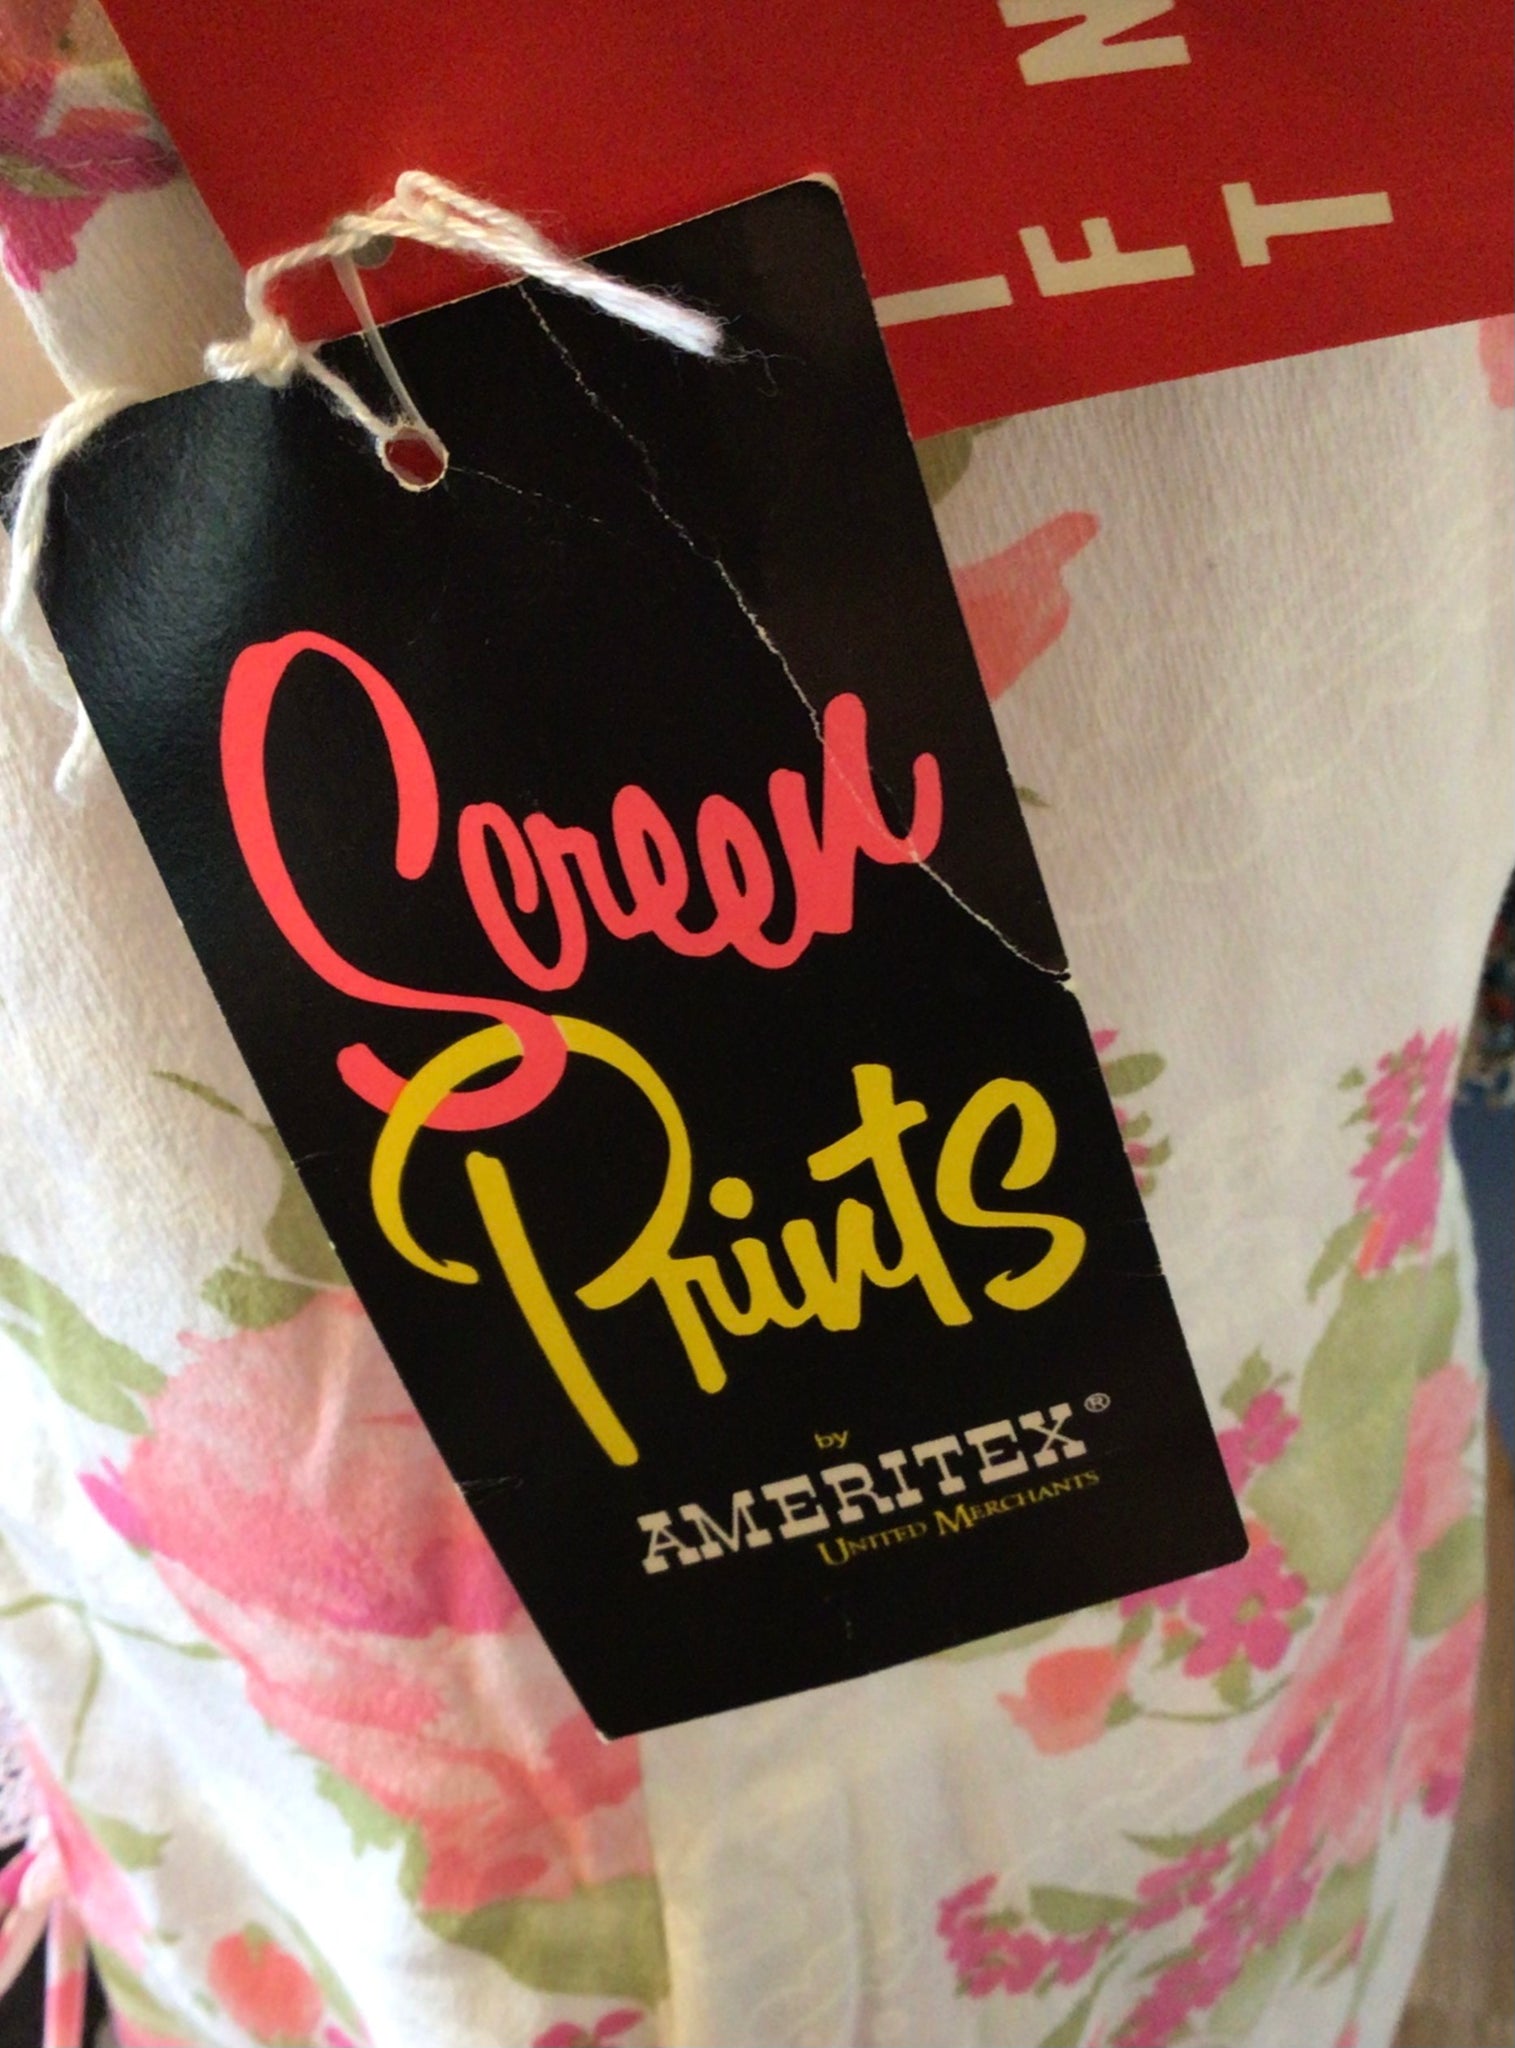 Screen
Prints
by
AMERITEX®
UNITED MERCHANTS